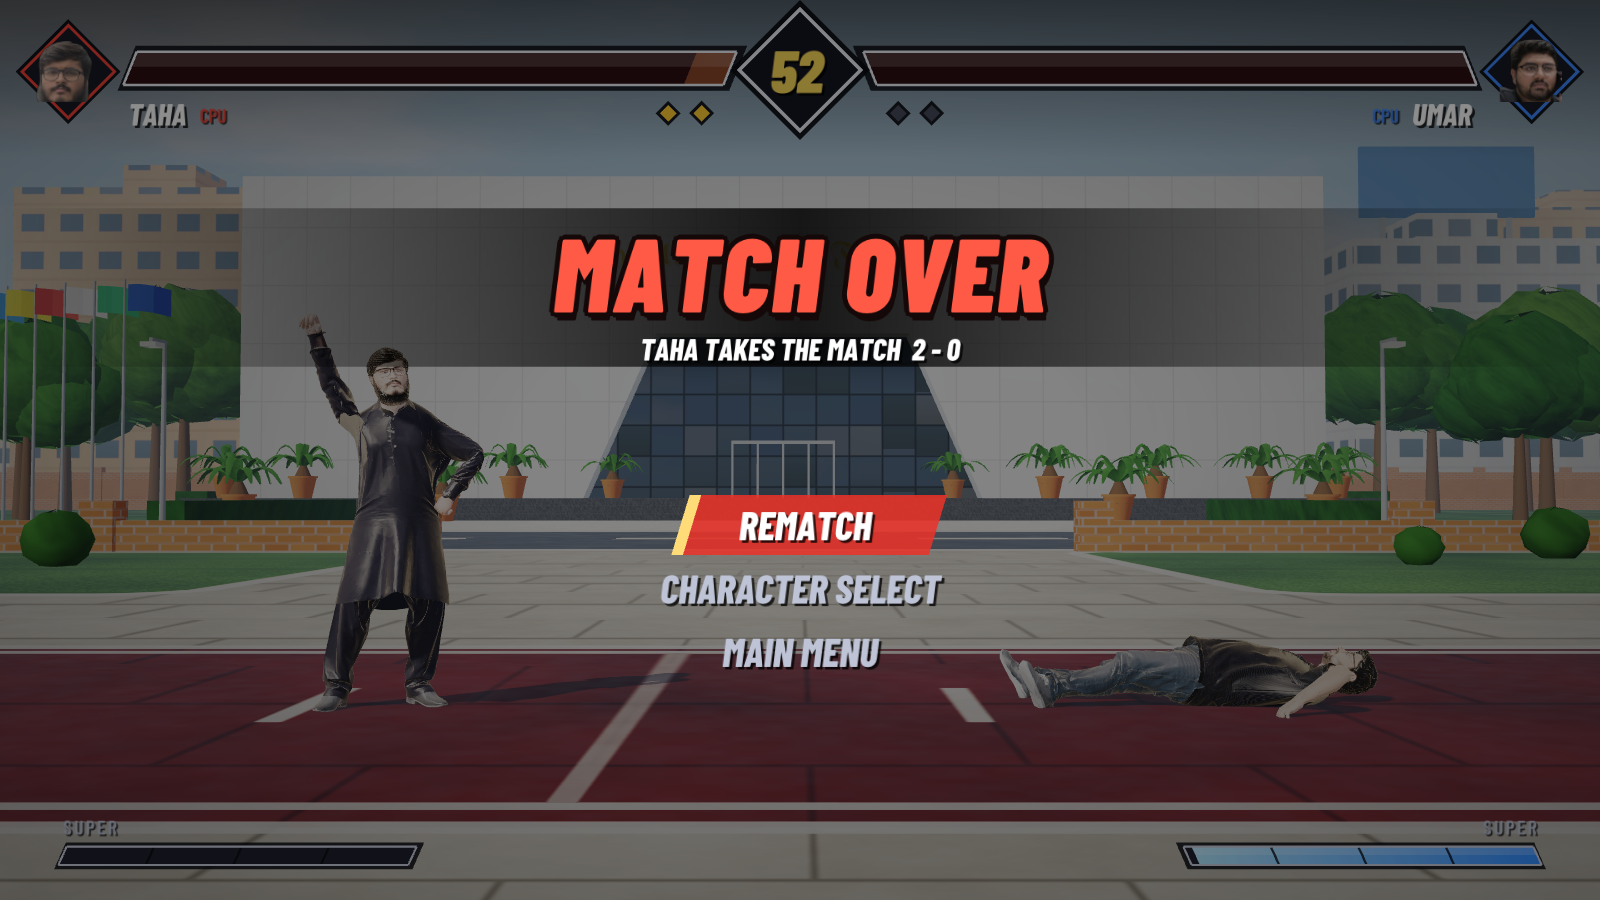 52
TAHA CPU
CPU UMAR
MATCH OVER
TAHA TAKES THE MATCH 2 - 0
REMATCH
CHARACTER SELECT
MAIN MENU
SUPER
SUPER